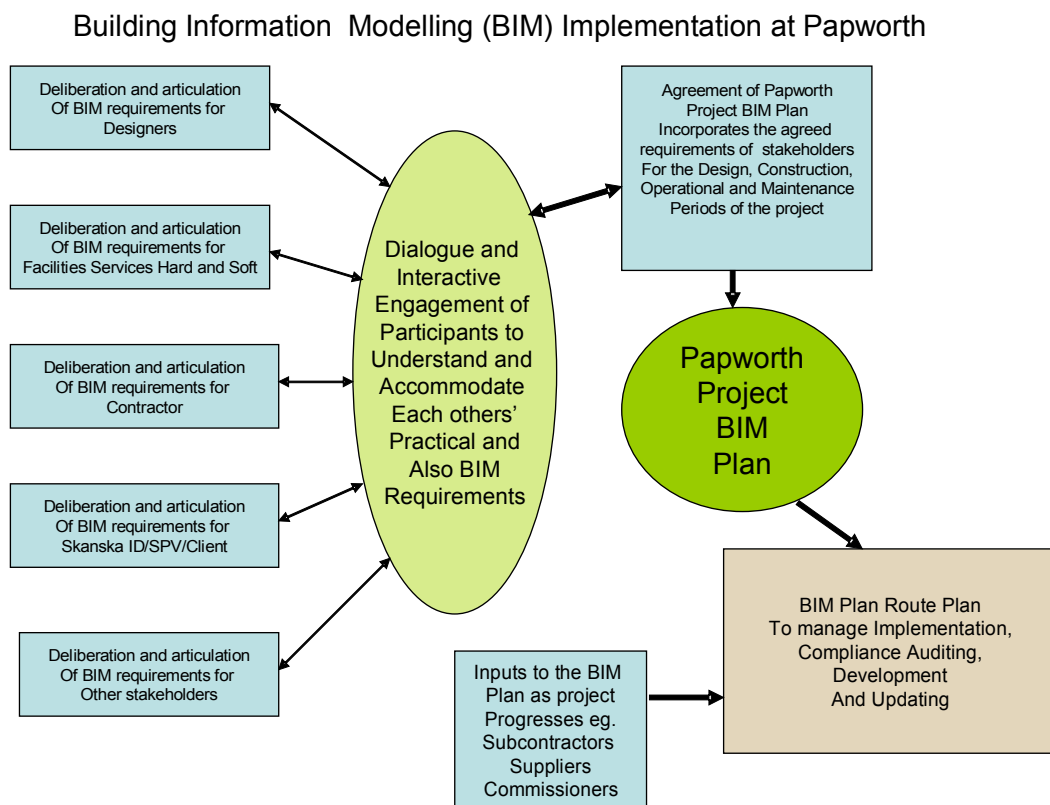 Building Information Modelling (BIM) Implementation at Papworth
Deliberation and articulation
Of BIM requirements for
Designers
Deliberation and articulation
Of BIM requirements for
Facilities Services Hard and Soft
Deliberation and articulation
Of BIM requirements for
Contractor
Deliberation and articulation
Of BIM requirements for
Skanska ID/SPV/Client
Deliberation and articulation
Of BIM requirements for
Other stakeholders
Dialogue and
Interactive
Engagement of
Participants to
Understand and
Accommodate
Each others'
Practical and
Also BIM
Requirements
Agreement of Papworth
Project BIM Plan
Incorporates the agreed
requirements of stakeholders
For the Design, Construction,
Operational and Maintenance
Periods of the project
Papworth
Project
BIM
Plan
BIM Plan Route Plan
To manage Implementation,
Compliance Auditing,
Development
And Updating
Inputs to the BIM
Plan as project
Progresses eg.
Subcontractors
Suppliers
Commissioners